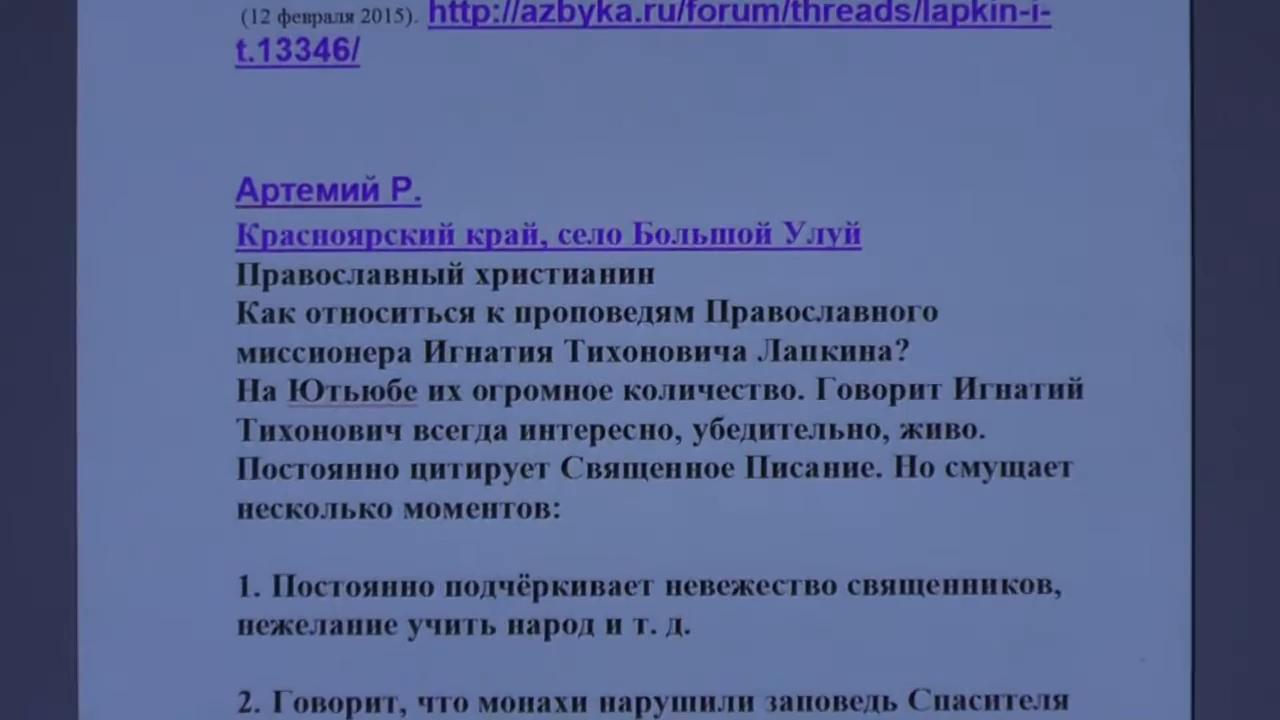 (12 февраля 2015). http://azbyka.ru/forum/threads/lapkin-i-
t.13346/
Артемий Р.
Красноярский край, село Большой Улуй
Православный христианин
Как относиться к проповедям Православного
миссионера Игнатия Тихоновича Лапкина?
На Ютьюбе их огромное количество. Говорит Игнатий
Тихонович всегда интересно, убедительно, живо.
Постоянно цитирует Священное Писание. Но смущает
несколько моментов:
1. Постоянно подчёркивает невежество священников,
нежелание учить народ и т. д.
2. Говорит, что монахи нарушили заповедь Спасителя